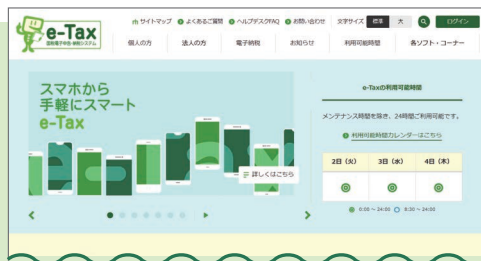 サイトマップ
よくあるご質問
ヘルプデスクFAQ
お問い合わせ
文字サイズ
標準
大
ログイン
e-Tax
国税電子申告・納税システム
個人の方
法人の方
電子納税
お知らせ
利用可能時間
各ソフト・コーナー
スマホから
手軽にスマート
e-Tax
詳しくはこちら
e-Taxの利用可能時間
メンテナンス時間を除き、24時間ご利用可能です。
利用可能時間カレンダーはこちら
2日(火)
3日(水)
4日(木)
0:00 ~ 24:00
8:30 ~ 24:00